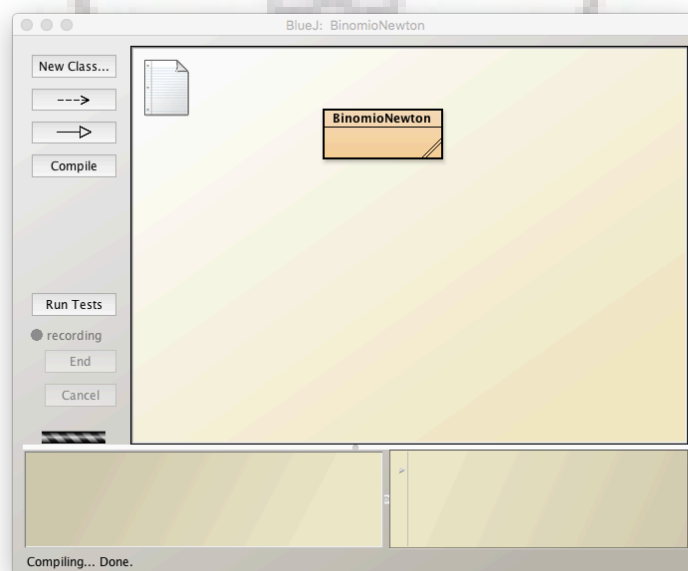 BlueJ: BinomioNewton
New Class...
--->
Compile
BinomioNewton
Run Tests
recording
End
Cancel
Compiling... Done.